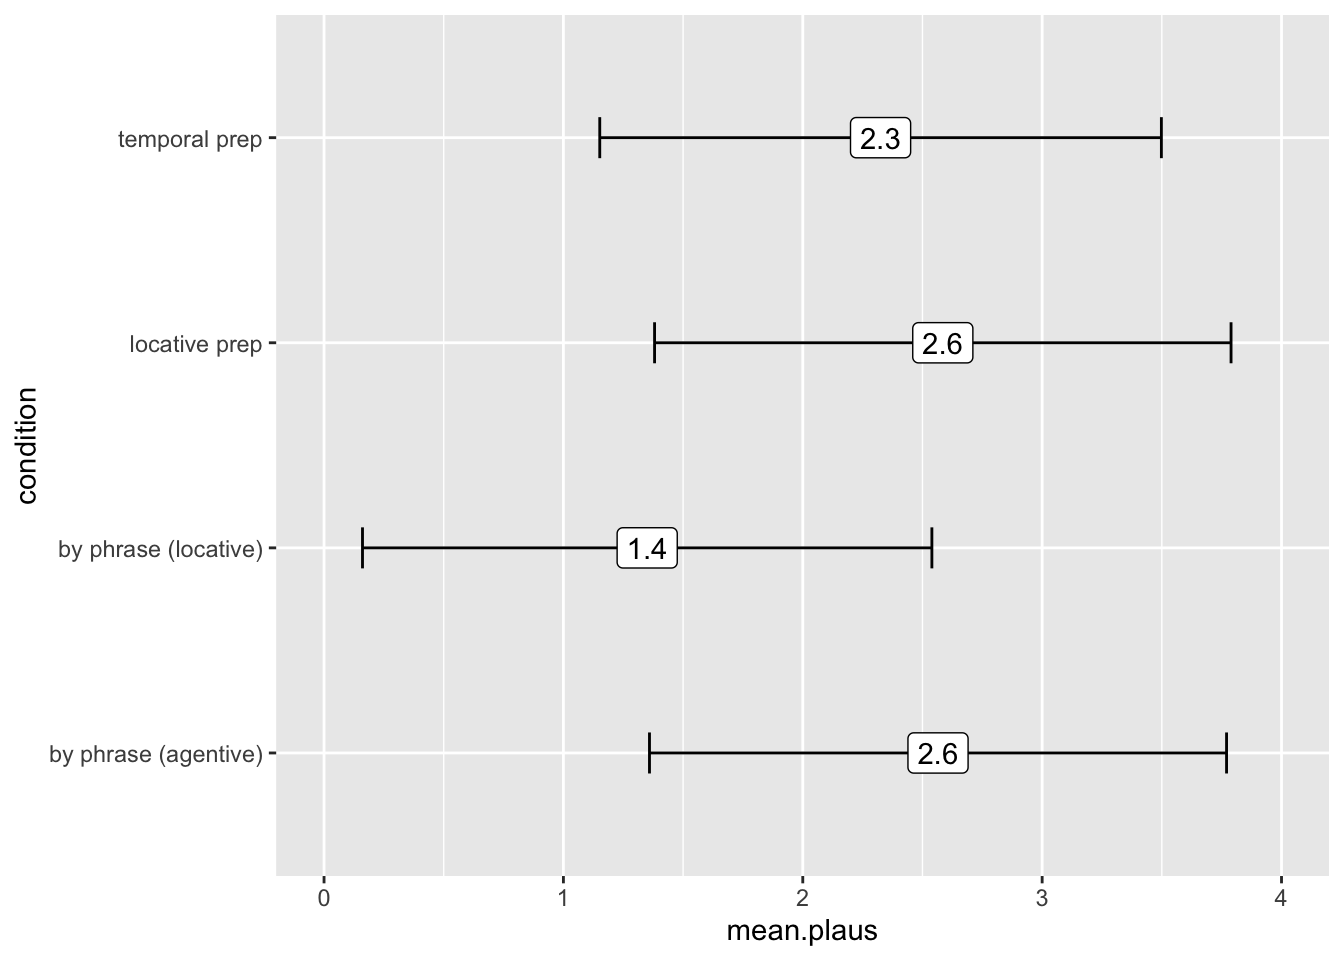 temporal prep
2.3
locative prep
2.6
condition
by phrase (locative)
1.4
by phrase (agentive)
2.6
0 1 2 3 4
mean.plaus